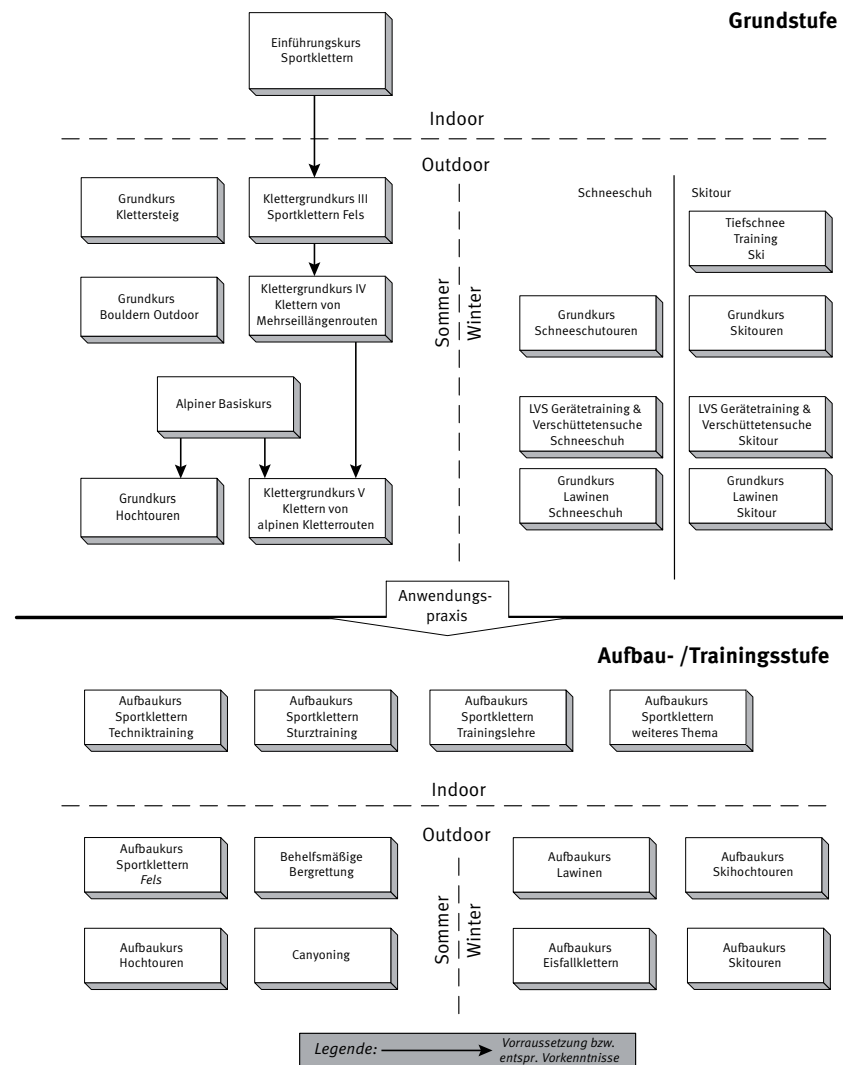 Grundstufe
Einführungskurs
Sportklettern
Indoor
Outdoor
Grundkurs
Klettersteig
Klettergrundkurs III
Sportklettern Fels
Schneeschuh
Skitour
Tiefschnee
Training
Ski
Grundkurs
Bouldern Outdoor
Klettergrundkurs IV
Klettern von
Mehrseillängenrouten
Sommer
Winter
Grundkurs
Schneeschutouren
Grundkurs
Skitouren
Alpiner Basiskurs
LVS Gerätetraining &
Verschüttetensuche
Schneeschuh
LVS Gerätetraining &
Verschüttetensuche
Skitour
Grundkurs
Hochtouren
Klettergrundkurs V
Klettern von
alpinen Kletterrouten
Grundkurs
Lawinen
Schneeschuh
Grundkurs
Lawinen
Skitour
Anwendungs-
praxis
Aufbau- /Trainingsstufe
Aufbaukurs
Sportklettern
Techniktraining
Aufbaukurs
Sportklettern
Sturztraining
Aufbaukurs
Sportklettern
Trainingslehre
Aufbaukurs
Sportklettern
weiteres Thema
Indoor
Outdoor
Aufbaukurs
Sportklettern
Fels
Behelfsmäßige
Bergrettung
Sommer
Winter
Aufbaukurs
Lawinen
Aufbaukurs
Skihochtouren
Aufbaukurs
Hochtouren
Canyoning
Aufbaukurs
Eisfallklettern
Aufbaukurs
Skitouren
Legende:
Vorraussetzung bzw.
entspr. Vorkenntnisse